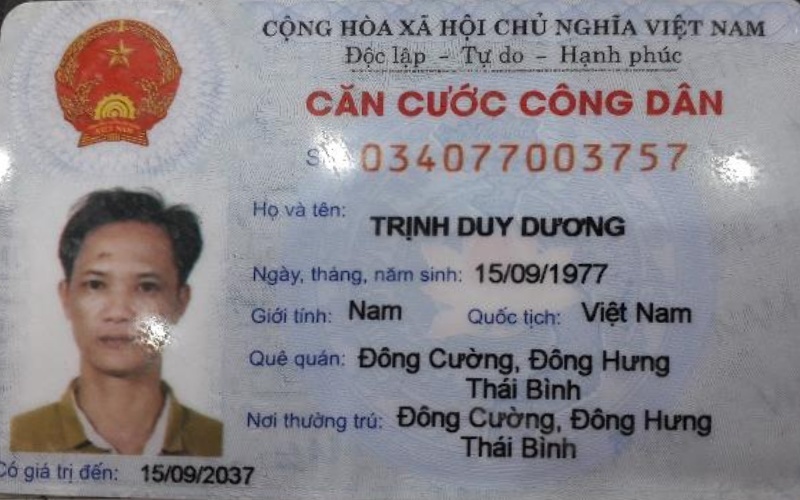 CỘNG HÒA XÃ HỘI CHỦ NGHĨA VIỆT NAM
Độc lập - Tự do - Hạnh phúc
CĂN CƯỚC CÔNG DÂN
034077003757
Họ và tên: TRỊNH DUY DƯƠNG
Ngày, tháng, năm sinh: 15/09/1977
Giới tính: Nam Quốc tịch: Việt Nam
Quê quán: Đông Cường, Đông Hưng
Thái Bình
Nơi thường trú: Đông Cường, Đông Hưng
Thái Bình
Có giá trị đến: 15/09/2037